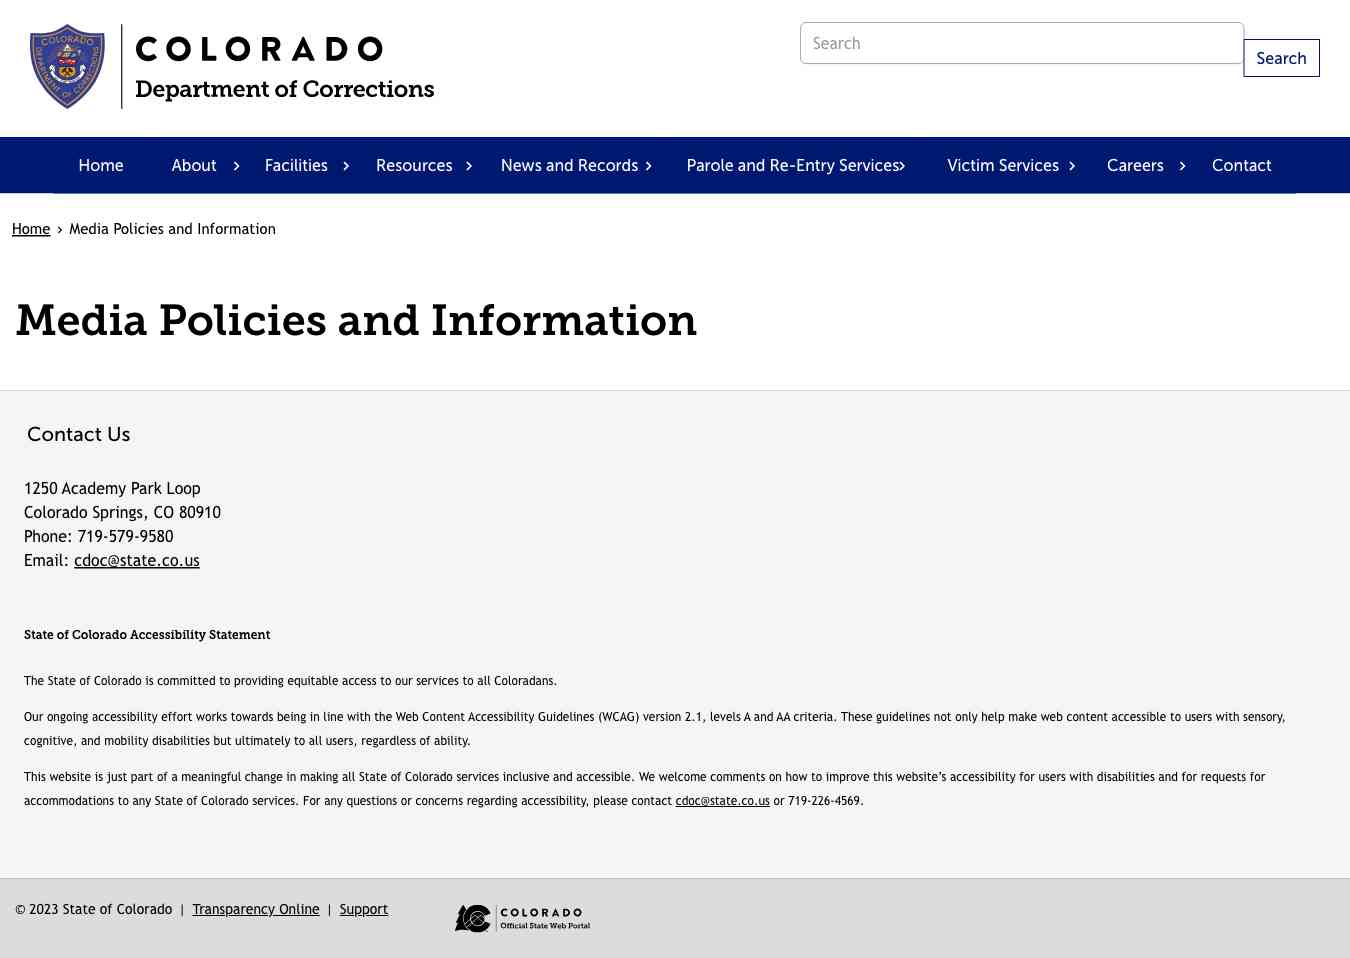 COLORADO
Department of Corrections
Search
Search
Home
About
Facilities
Resources
News and Records
Parole and Re-Entry Services
Victim Services
Careers
Contact
Home › Media Policies and Information
Media Policies and Information
Contact Us
1250 Academy Park Loop
Colorado Springs, CO 80910
Phone: 719-579-9580
Email: cdoc@state.co.us
State of Colorado Accessibility Statement
The State of Colorado is committed to providing equitable access to our services to all Coloradans.
Our ongoing accessibility effort works towards being in line with the Web Content Accessibility Guidelines (WCAG) version 2.1, levels A and AA criteria. These guidelines not only help make web content accessible to users with sensory,
cognitive, and mobility disabilities but ultimately to all users, regardless of ability.
This website is just part of a meaningful change in making all State of Colorado services inclusive and accessible. We welcome comments on how to improve this website's accessibility for users with disabilities and for requests for
accommodations to any State of Colorado services. For any questions or concerns regarding accessibility, please contact cdoc@state.co.us or 719-226-4569.
© 2023 State of Colorado | Transparency Online | Support
COLORADO
Official State Web Portal